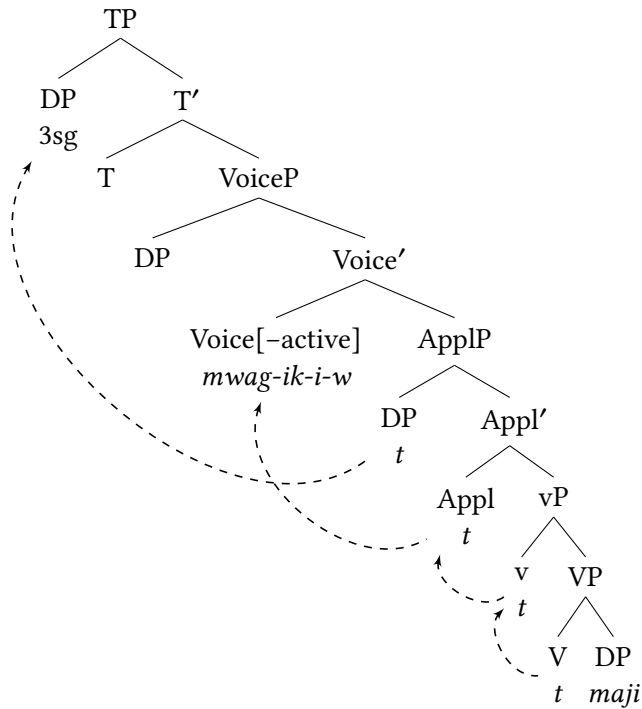 TP
DP T′
3sg
T VoiceP
DP Voice′
Voice[–active] ApplP
mwag-ik-i-w
DP Appl′
t
Appl vP
t
v VP
t
V DP
t maji